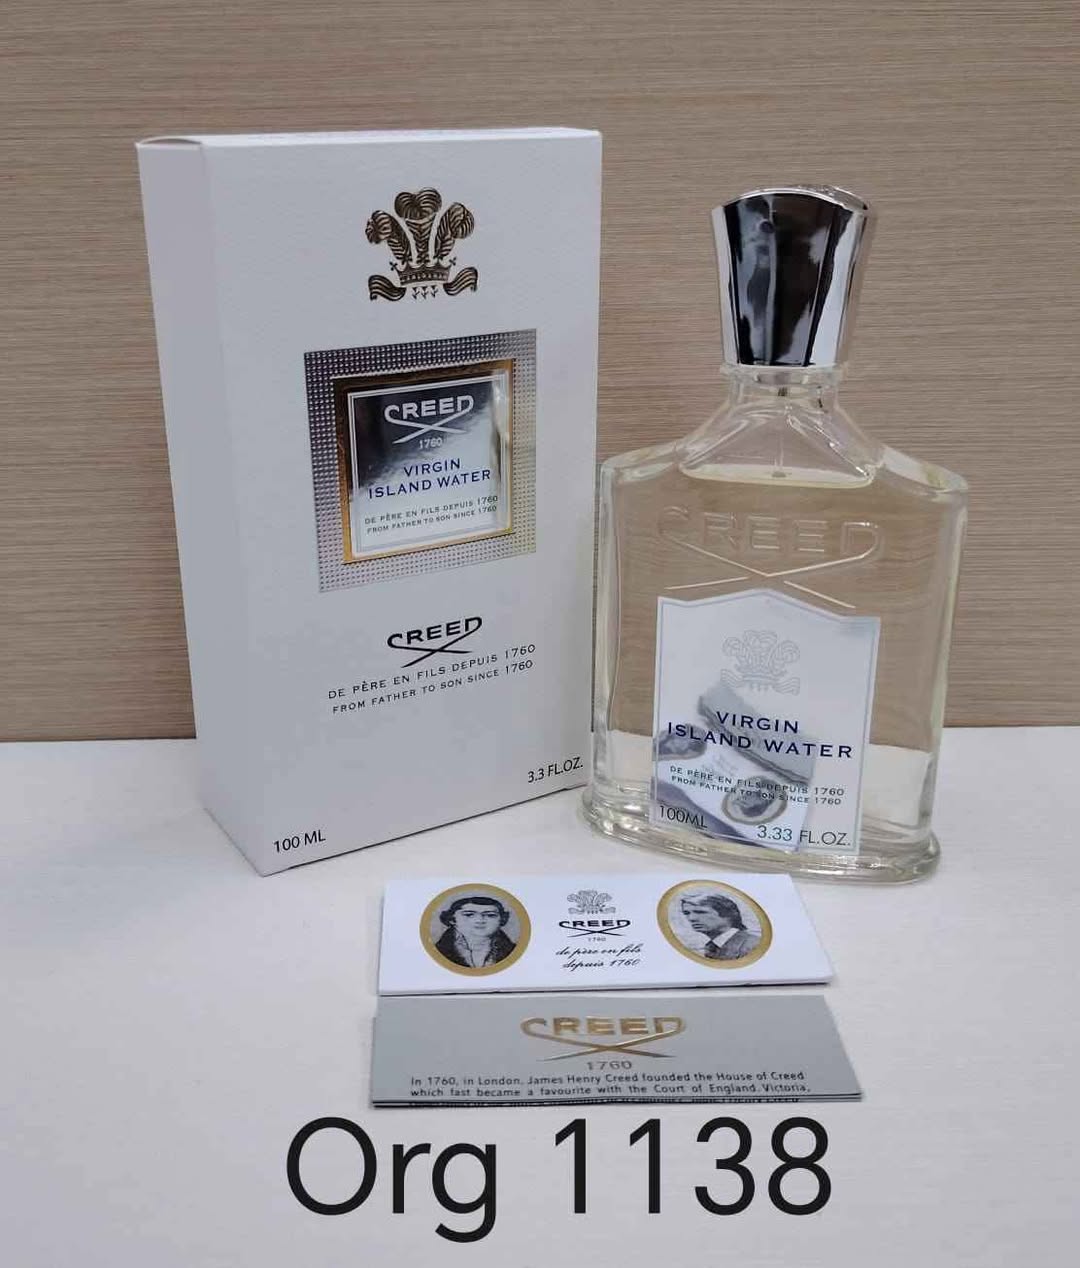 CREED
1760
VIRGIN
ISLAND WATER
DE PÈRE EN FILS DEPUIS 1760
FROM FATHER TO SON SINCE 1760
CREED
DE PÈRE EN FILS DEPUIS 1760
FROM FATHER TO SON SINCE 1760
100 ML
3.3 FL.OZ.
CREED
VIRGIN
ISLAND WATER
DE PÈRE EN FILS DEPUIS 1760
FROM FATHER TO SON SINCE 1760
100ML
3.33 FL.OZ.
CREED
1760
de père en fils
depuis 1760
CREED
1760
In 1760, in London, James Henry Creed founded the House of Creed
which fast became a favourite with the Court of England. Victoria,
Org 1138